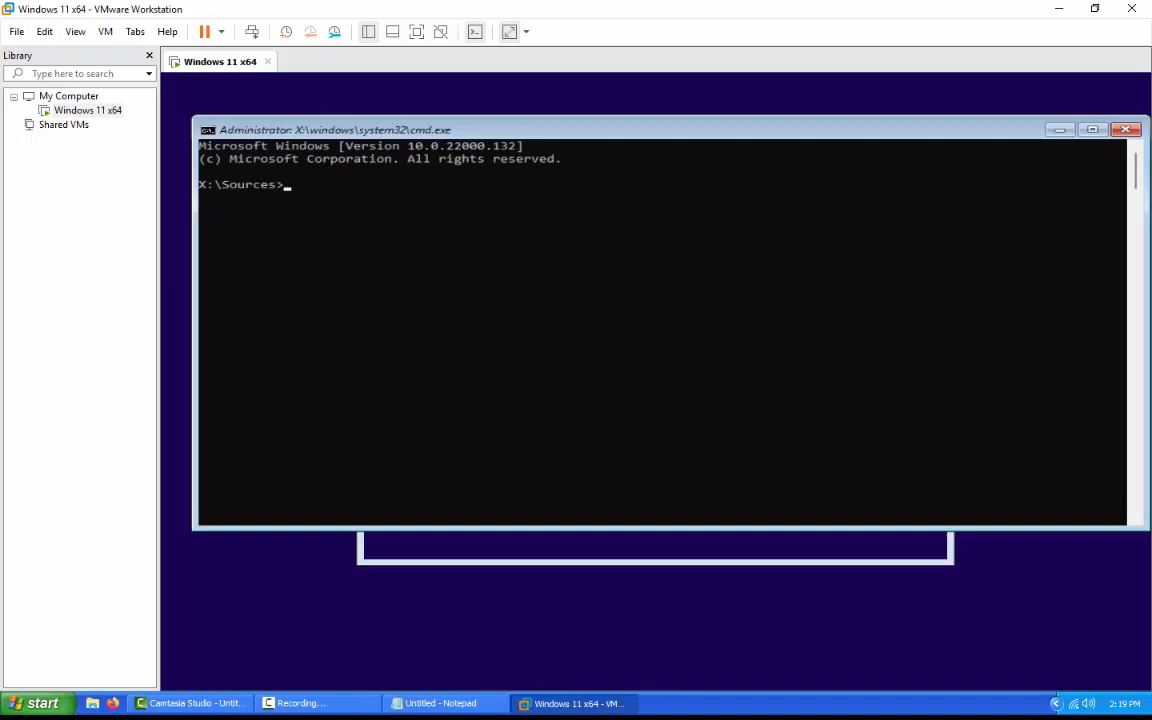 Windows 11 x64 - VMware Workstation
File Edit View VM Tabs Help
Library
Type here to search
My Computer
Windows 11 x64
Shared VMs
Windows 11 x64
Administrator: X:\windows\system32\cmd.exe
Microsoft Windows [Version 10.0.22000.132]
(c) Microsoft Corporation. All rights reserved.
X:\Sources>
start
Camtasia Studio - Untit...
Recording...
Untitled - Notepad
Windows 11 x64 - VM...
2:19 PM